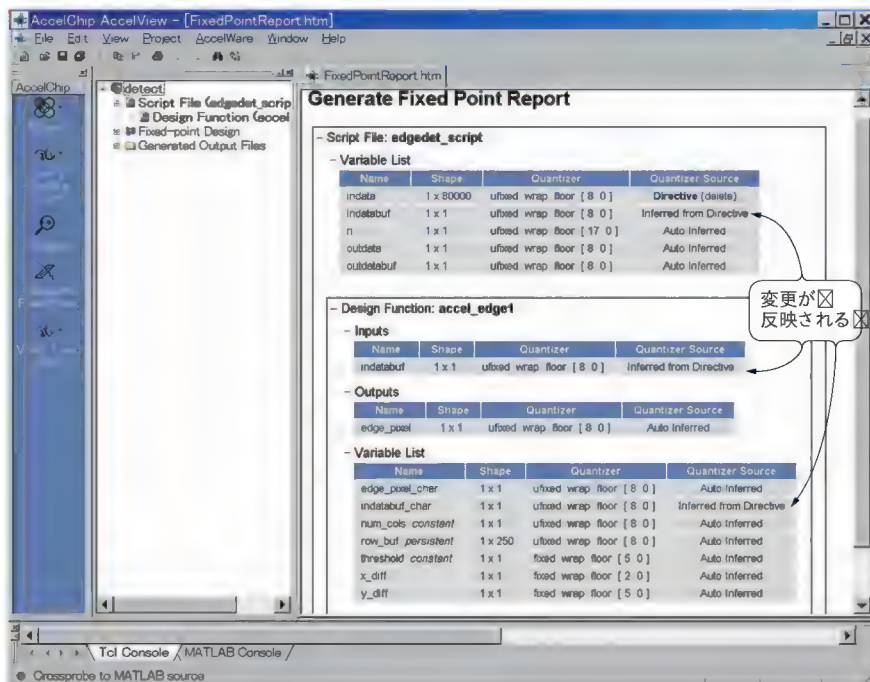 AccelChip AccelView - [FixedPointReport.htm]
File Edit View Project AccelWare Window Help
AccelChip
detect
Script File (edgedet_scrip
Design Function (accel
Fixed-point Design
Generated Output Files
FixedPointReport.htm
Generate Fixed Point Report
- Script File: edgedet_script
- Variable List
Name Shape Quantizer Quantizer Source
indata 1 x 80000 ufixed wrap floor [ 8 0 ] Directive (delete)
indatabuf 1 x 1 ufixed wrap floor [ 8 0 ] Inferred from Directive
n 1 x 1 ufixed wrap floor [ 17 0 ] Auto Inferred
outdata 1 x 1 ufixed wrap floor [ 8 0 ] Auto Inferred
outdatabuf 1 x 1 ufixed wrap floor [ 8 0 ] Auto Inferred
変更が
反映される
- Design Function: accel_edge1
- Inputs
Name Shape Quantizer Quantizer Source
indatabuf 1 x 1 ufixed wrap floor [ 8 0 ] Inferred from Directive
- Outputs
Name Shape Quantizer Quantizer Source
edge_pixel 1 x 1 ufixed wrap floor [ 8 0 ] Auto Inferred
- Variable List
Name Shape Quantizer Quantizer Source
edge_pixel_char 1 x 1 ufixed wrap floor [ 8 0 ] Auto Inferred
indatabuf_char 1 x 1 ufixed wrap floor [ 8 0 ] Inferred from Directive
num_cols constant 1 x 1 ufixed wrap floor [ 8 0 ] Auto Inferred
row_buf persistent 1 x 250 ufixed wrap floor [ 8 0 ] Auto Inferred
threshold constant 1 x 1 fixed wrap floor [ 5 0 ] Auto Inferred
x_diff 1 x 1 fixed wrap floor [ 2 0 ] Auto Inferred
y_diff 1 x 1 fixed wrap floor [ 5 0 ] Auto Inferred
Tcl Console MATLAB Console
Crossprobe to MATLAB source